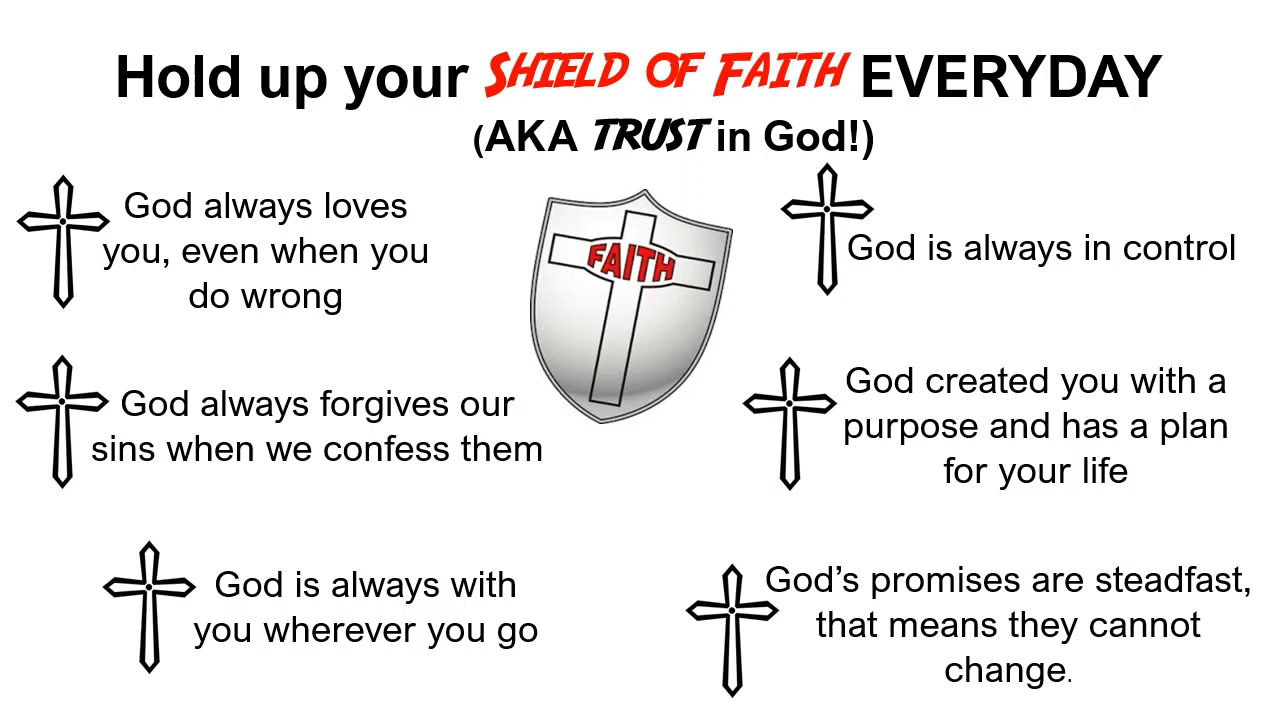 Hold up your SHIELD OF FAITH EVERYDAY
(AKA TRUST in God!)
God always loves
you, even when you
do wrong
FAITH
God is always in control
God always forgives our
sins when we confess them
God created you with a
purpose and has a plan
for your life
God is always with
you wherever you go
God’s promises are steadfast,
that means they cannot
change.